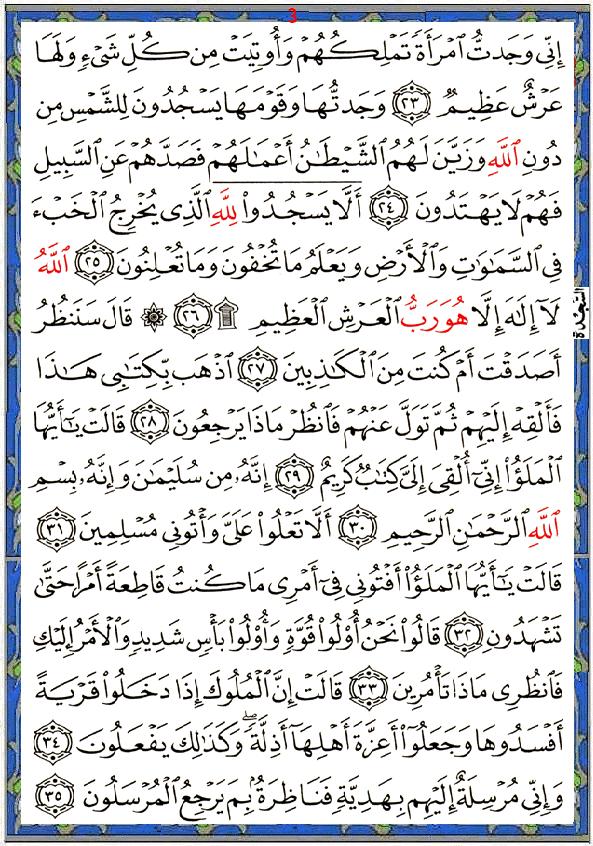 3
إِنِّي وَجَدتُّ ٱمۡرَأَةٗ تَمۡلِكُهُمۡ وَأُوتِيَتۡ مِن كُلِّ شَيۡءٖ وَلَهَا
عَرۡشٌ عَظِيمٞ ٢٣ وَجَدتُّهَا وَقَوۡمَهَا يَسۡجُدُونَ لِلشَّمۡسِ مِن
دُونِ ٱللَّهِ وَزَيَّنَ لَهُمُ ٱلشَّيۡطَٰنُ أَعۡمَٰلَهُمۡ فَصَدَّهُمۡ عَنِ ٱلسَّبِيلِ
فَهُمۡ لَا يَهۡتَدُونَ ٢٤ أَلَّا يَسۡجُدُواْۤ لِلَّهِ ٱلَّذِي يُخۡرِجُ ٱلۡخَبۡءَ
فِي ٱلسَّمَٰوَٰتِ وَٱلۡأَرۡضِ وَيَعۡلَمُ مَا تُخۡفُونَ وَمَا تُعۡلِنُونَ ٢٥ ٱللَّهُ
لَآ إِلَٰهَ إِلَّا هُوَ رَبُّ ٱلۡعَرۡشِ ٱلۡعَظِيمِ ۩ ٢٦ ۞ قَالَ سَنَنظُرُ
السَّجْدَة
أَصَدَقۡتَ أَمۡ كُنتَ مِنَ ٱلۡكَٰذِبِينَ ٢٧ ٱذۡهَب بِّكِتَٰبِي هَٰذَا
فَأَلۡقِهۡ إِلَيۡهِمۡ ثُمَّ تَوَلَّ عَنۡهُمۡ فَٱنظُرۡ مَاذَا يَرۡجِعُونَ ٢٨ قَالَتۡ يَٰٓأَيُّهَا
ٱلۡمَلَؤُاْ إِنِّيٓ أُلۡقِيَ إِلَيَّ كِتَٰبٞ كَرِيمٌ ٢٩ إِنَّهُۥ مِن سُلَيۡمَٰنَ وَإِنَّهُۥ بِسۡمِ
ٱللَّهِ ٱلرَّحۡمَٰنِ ٱلرَّحِيمِ ٣٠ أَلَّا تَعۡلُواْ عَلَيَّ وَأۡتُونِي مُسۡلِمِينَ ٣١
قَالَتۡ يَٰٓأَيُّهَا ٱلۡمَلَؤُاْ أَفۡتُونِي فِيٓ أَمۡرِي مَا كُنتُ قَاطِعَةً أَمۡرًا حَتَّىٰ
تَشۡهَدُونِ ٣٢ قَالُواْ نَحۡنُ أُوْلُواْ قُوَّةٖ وَأُوْلُواْ بَأۡسٖ شَدِيدٖ وَٱلۡأَمۡرُ إِلَيۡكِ
فَٱنظُرِي مَاذَا تَأۡمُرِينَ ٣٣ قَالَتۡ إِنَّ ٱلۡمُلُوكَ إِذَا دَخَلُواْ قَرۡيَةً
أَفۡسَدُوهَا وَجَعَلُوٓاْ أَعِزَّةَ أَهۡلِهَآ أَذِلَّةٗۚ وَكَذَٰلِكَ يَفۡعَلُونَ ٣٤
وَإِنِّي مُرۡسِلَةٌ إِلَيۡهِم بِهَدِيَّةٖ فَنَاظِرَةُۢ بِمَ يَرۡجِعُ ٱلۡمُرۡسَلُونَ ٣٥